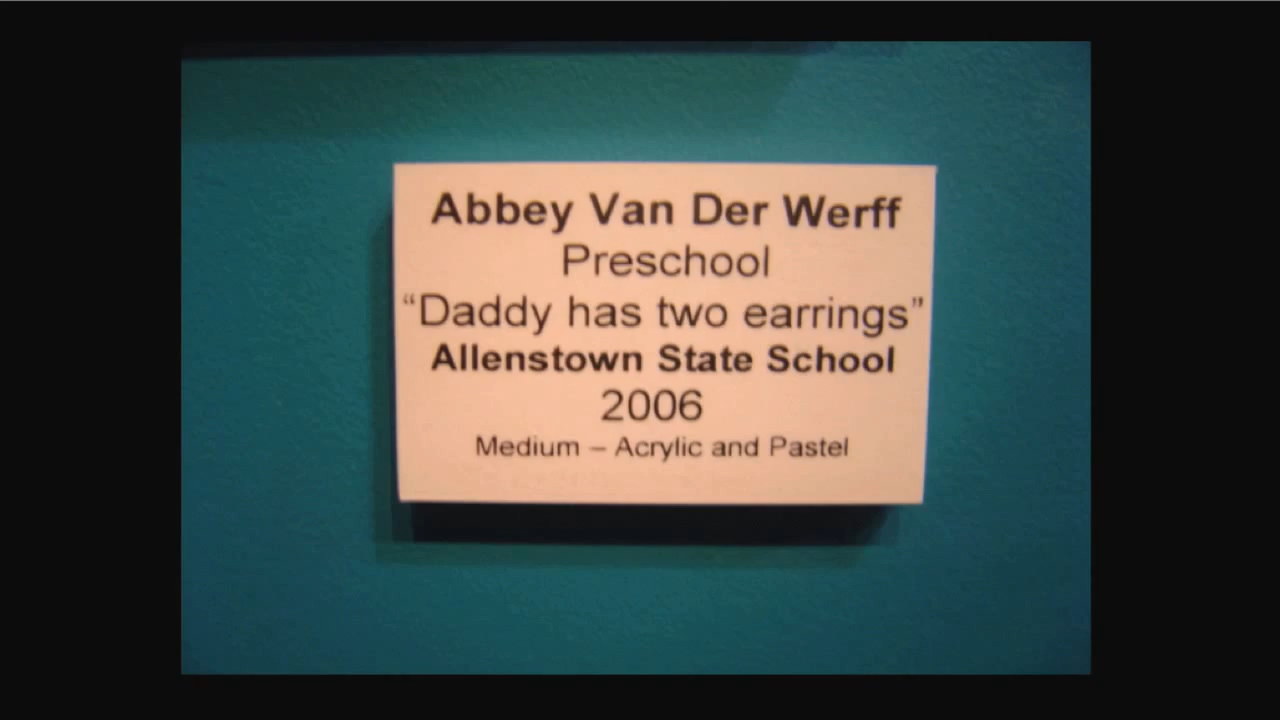 Abbey Van Der Werff
Preschool
“Daddy has two earrings”
Allenstown State School
2006
Medium – Acrylic and Pastel